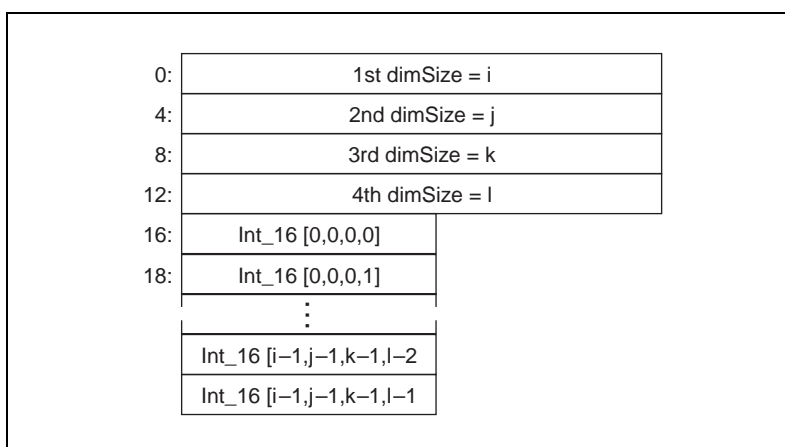 0: 1st dimSize = i
4: 2nd dimSize = j
8: 3rd dimSize = k
12: 4th dimSize = l
16: Int_16 [0,0,0,0]
18: Int_16 [0,0,0,1]
Int_16 [i–1,j–1,k–1,l–2
Int_16 [i–1,j–1,k–1,l–1